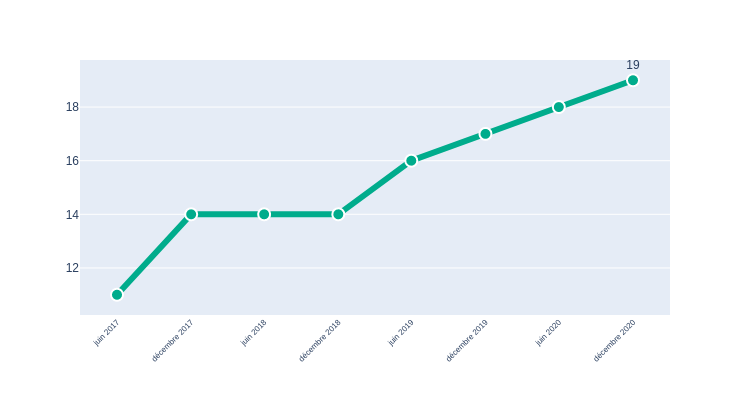 19
18
16
14
12
juin 2017
décembre 2017
juin 2018
décembre 2018
juin 2019
décembre 2019
juin 2020
décembre 2020